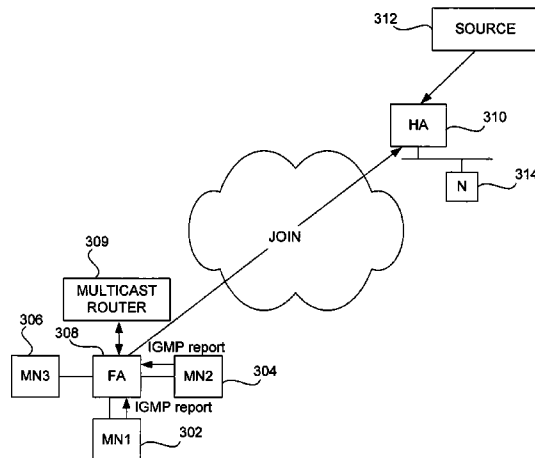 312
SOURCE
HA
310
N
314
JOIN
309
MULTICAST
ROUTER
306
308
IGMP report
MN3
FA
MN2
304
IGMP report
MN1
302